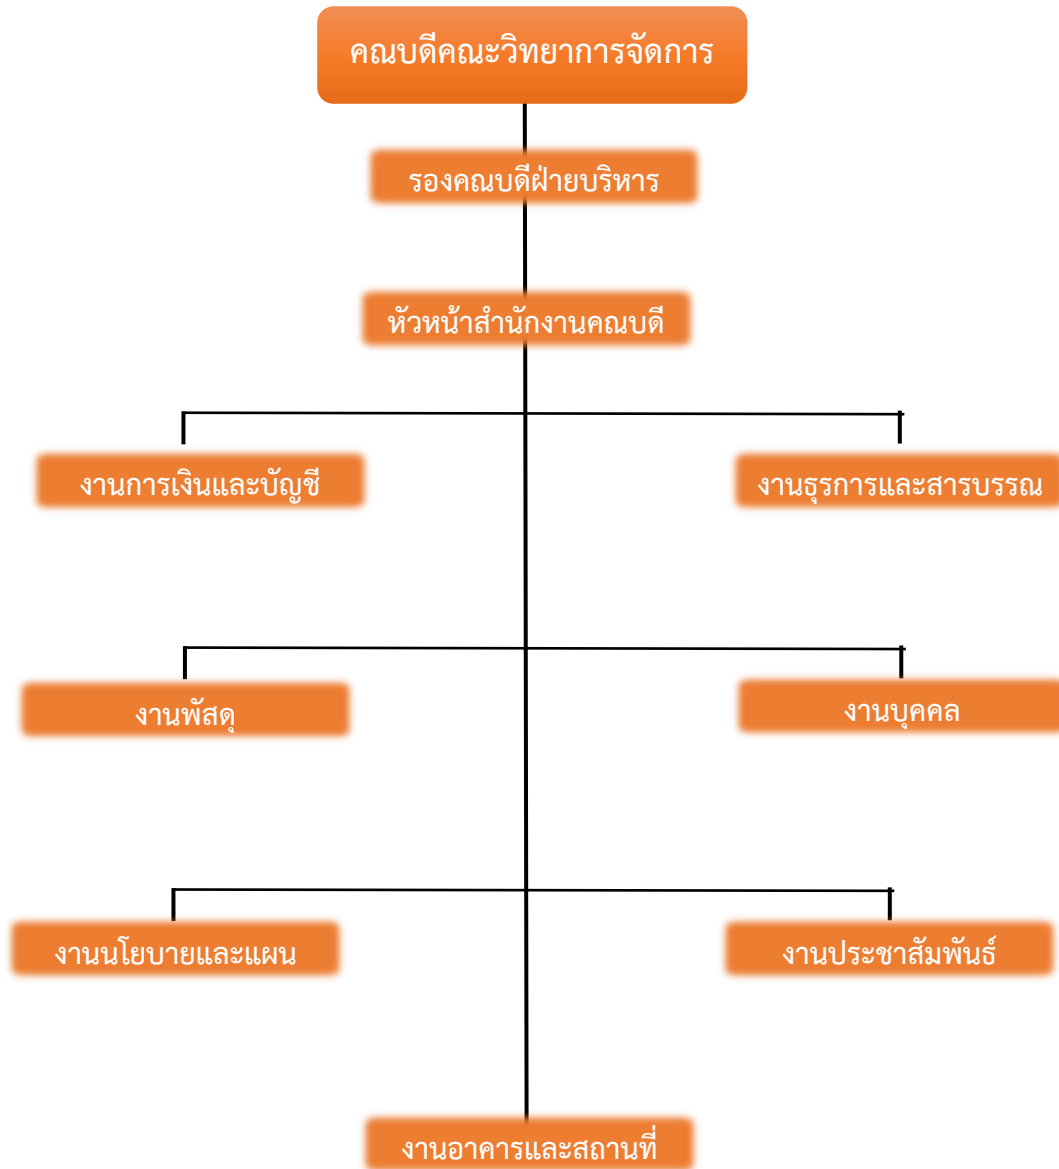 คณบดีคณะวิทยาการจัดการ
รองคณบดีฝ่ายบริหาร
หัวหน้าสำนักงานคณบดี
งานการเงินและบัญชี
งานธุรการและสารบรรณ
งานพัสดุ
งานบุคคล
งานนโยบายและแผน
งานประชาสัมพันธ์
งานอาคารและสถานที่